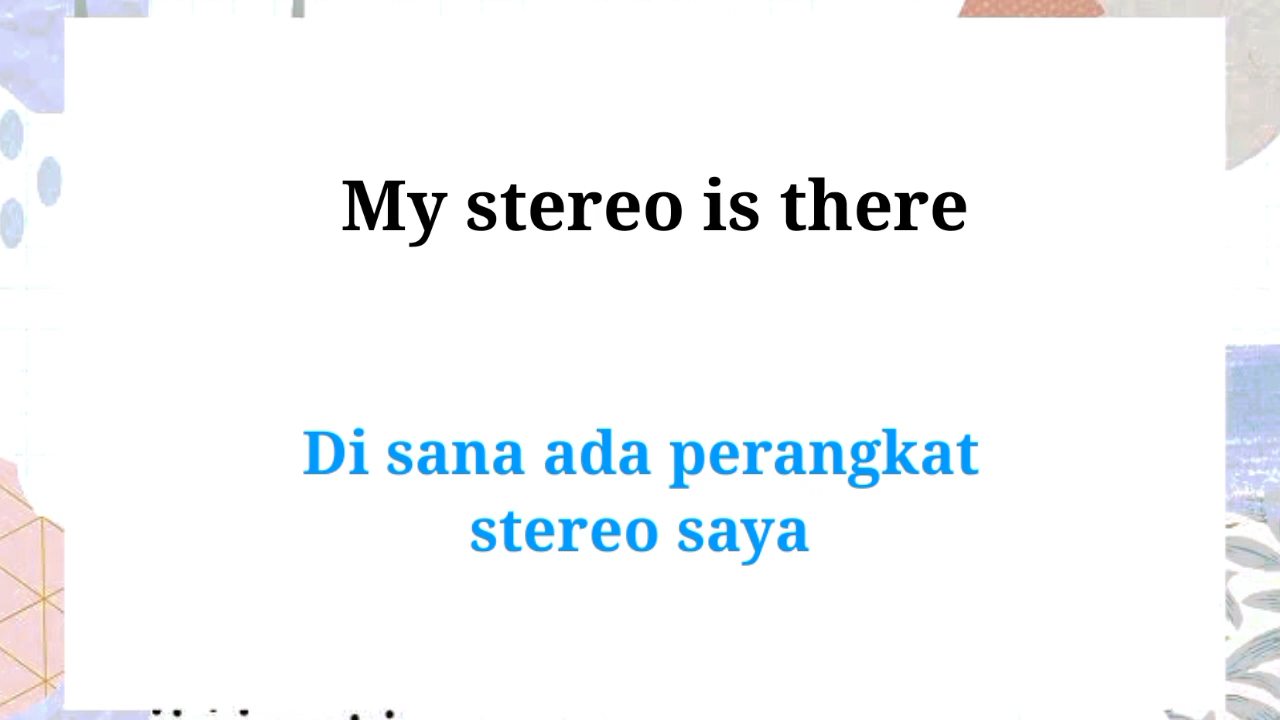 My stereo is there
Di sana ada perangkat
stereo saya